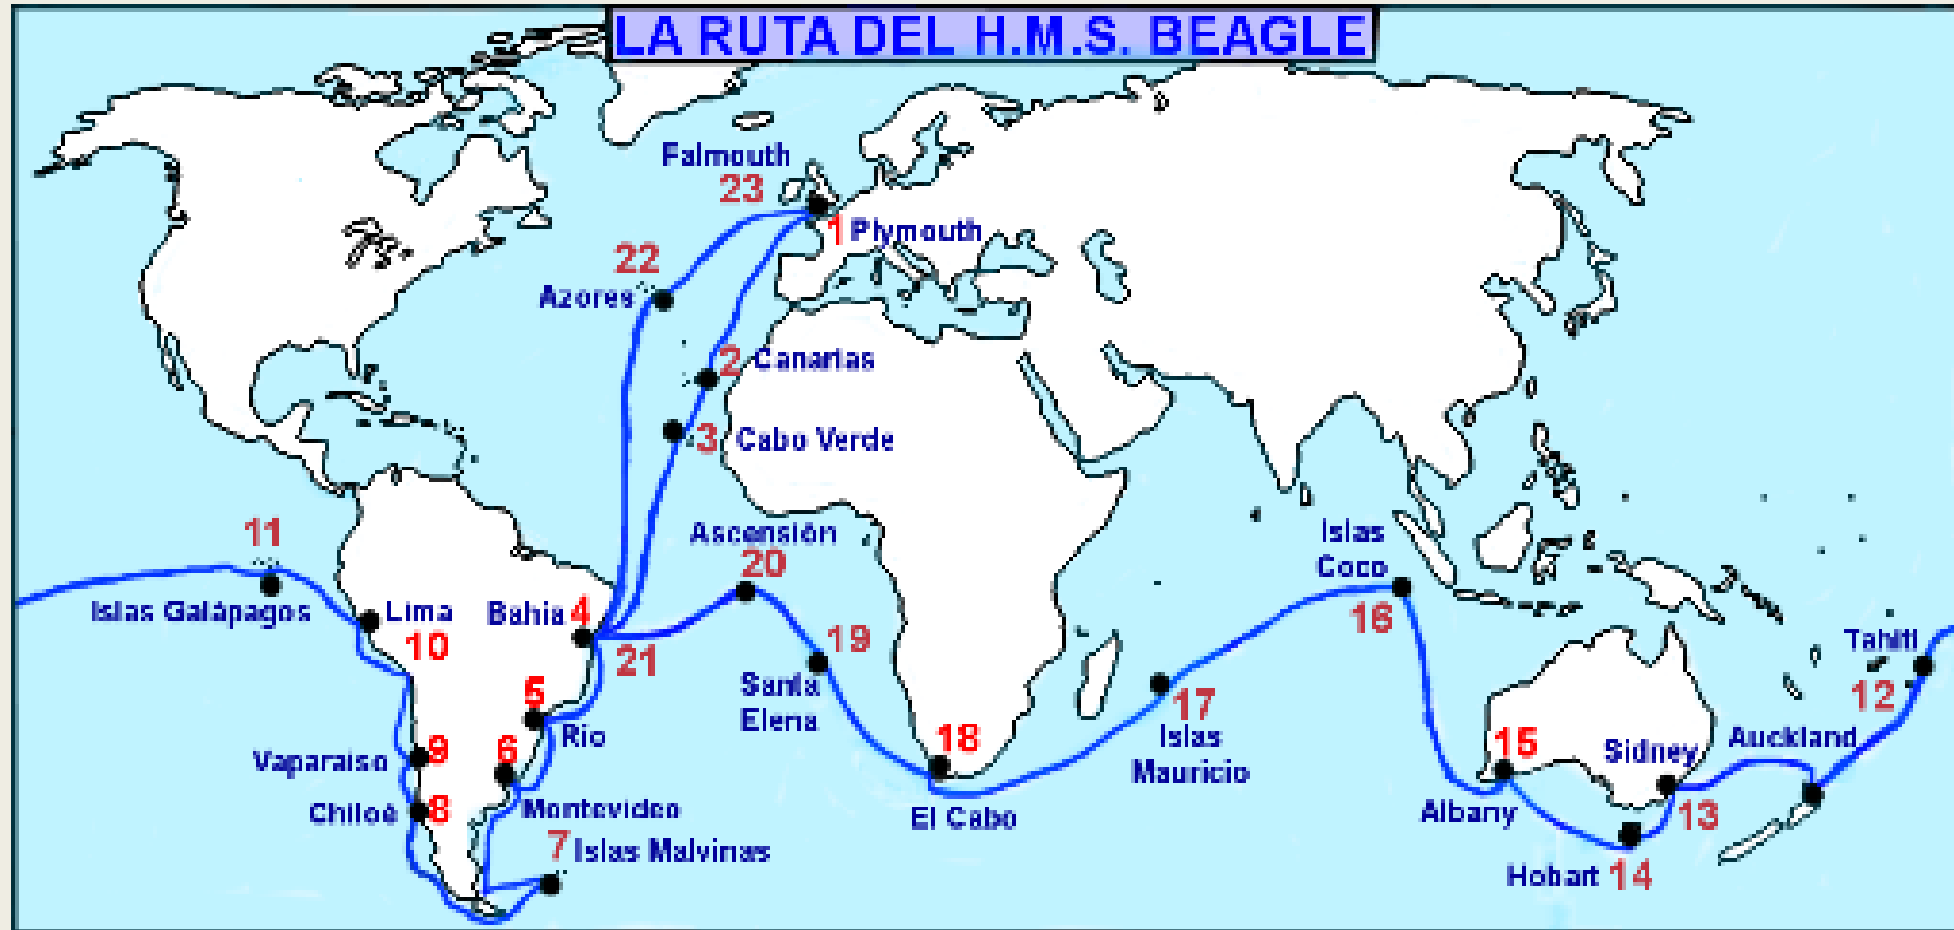 LA RUTA DEL H.M.S. BEAGLE
Falmouth
23
1 Plymouth
22
Azores
2 Canarias
3 Cabo Verde
11
Islas Galápagos
Lima
10
Bahia 4
21
Ascensión
20
19
Santa
Elena
5
Rio
6
Montevideo
9
Vaparaiso
8
Chiloé
7 Islas Malvinas
18
El Cabo
17
Islas
Mauricio
Islas
Coco
16
15
Albany
Sidney
13
Hobart 14
Auckland
Tahiti
12